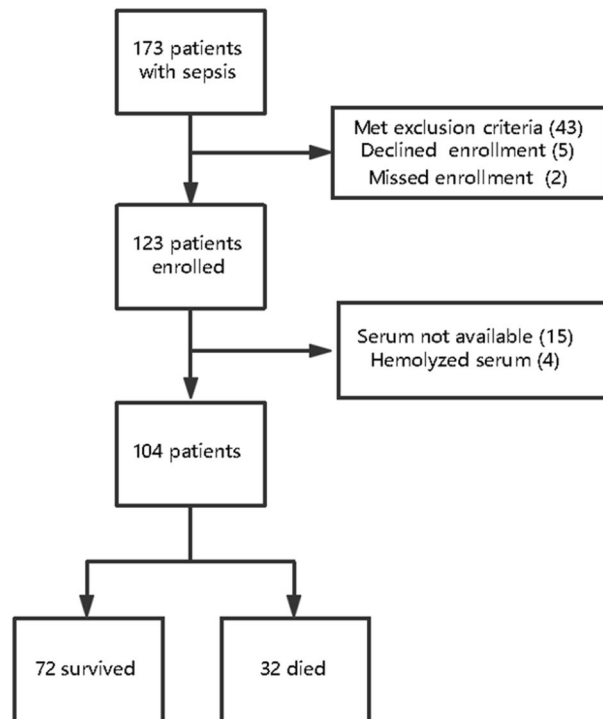 173 patients
with sepsis
Met exclusion criteria (43)
Declined enrollment (5)
Missed enrollment (2)
123 patients
enrolled
Serum not available (15)
Hemolyzed serum (4)
104 patients
72 survived
32 died